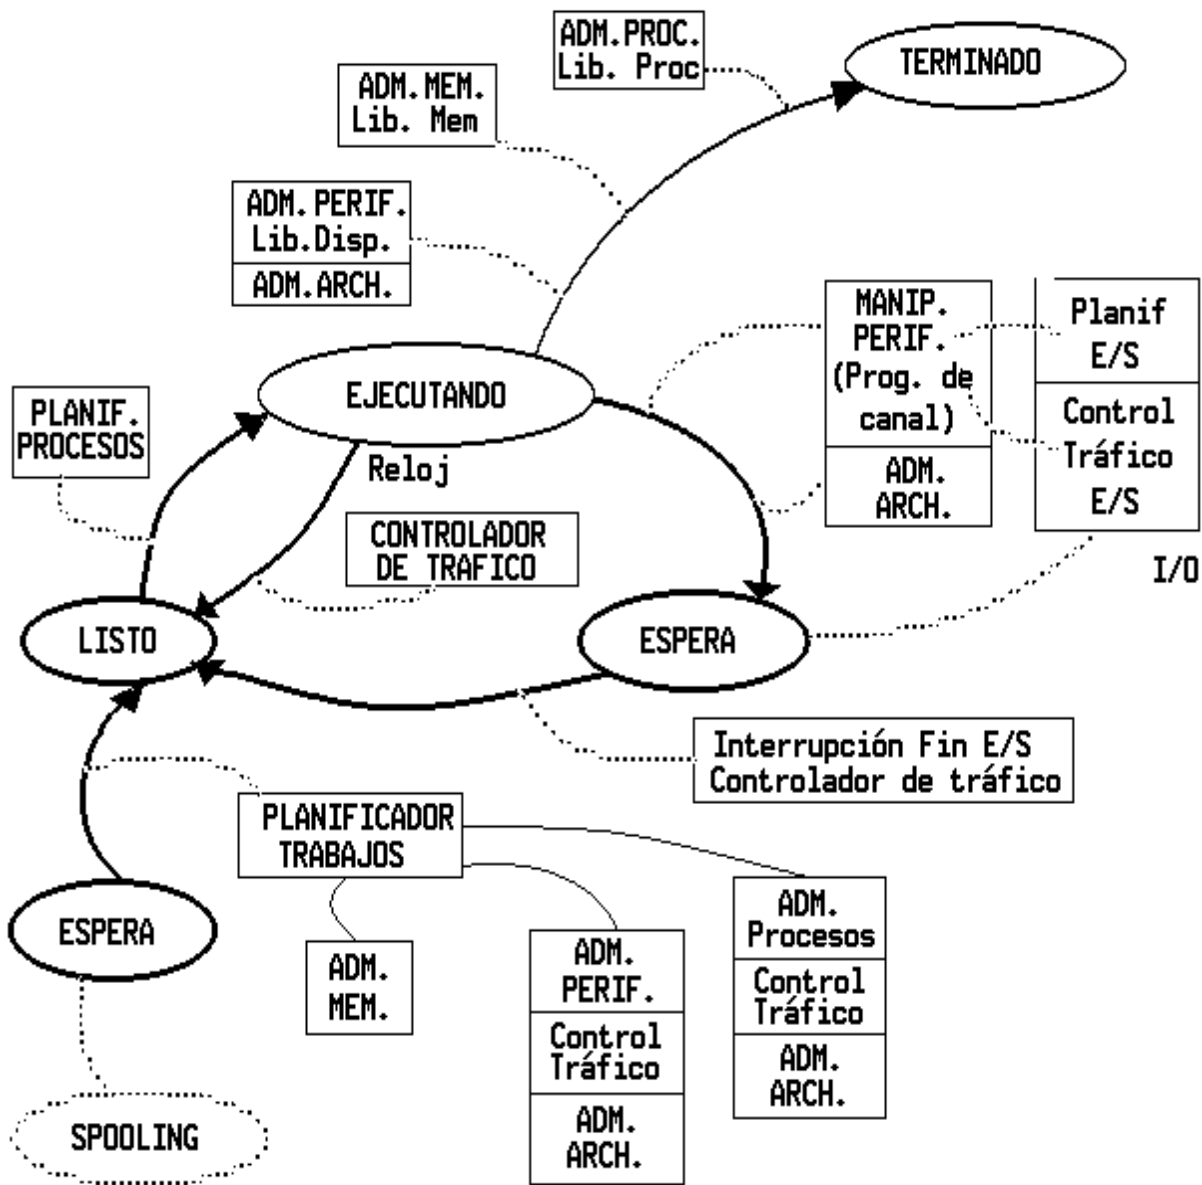 ADM.PROC.
Lib. Proc
TERMINADO
ADM.MEM.
Lib. Mem
ADM.PERIF.
Lib.Disp.
ADM.ARCH.
MANIP.
PERIF.
(Prog. de
canal)
ADM.
ARCH.
Planif
E/S
Control
Tráfico
E/S
I/O
PLANIF.
PROCESOS
EJECUTANDO
Reloj
CONTROLADOR
DE TRAFICO
LISTO
ESPERA
Interrupción Fin E/S
Controlador de tráfico
PLANIFICADOR
TRABAJOS
ESPERA
ADM.
MEM.
ADM.
PERIF.
Control
Tráfico
ADM.
ARCH.
ADM.
Procesos
Control
Tráfico
ADM.
ARCH.
SPOOLING